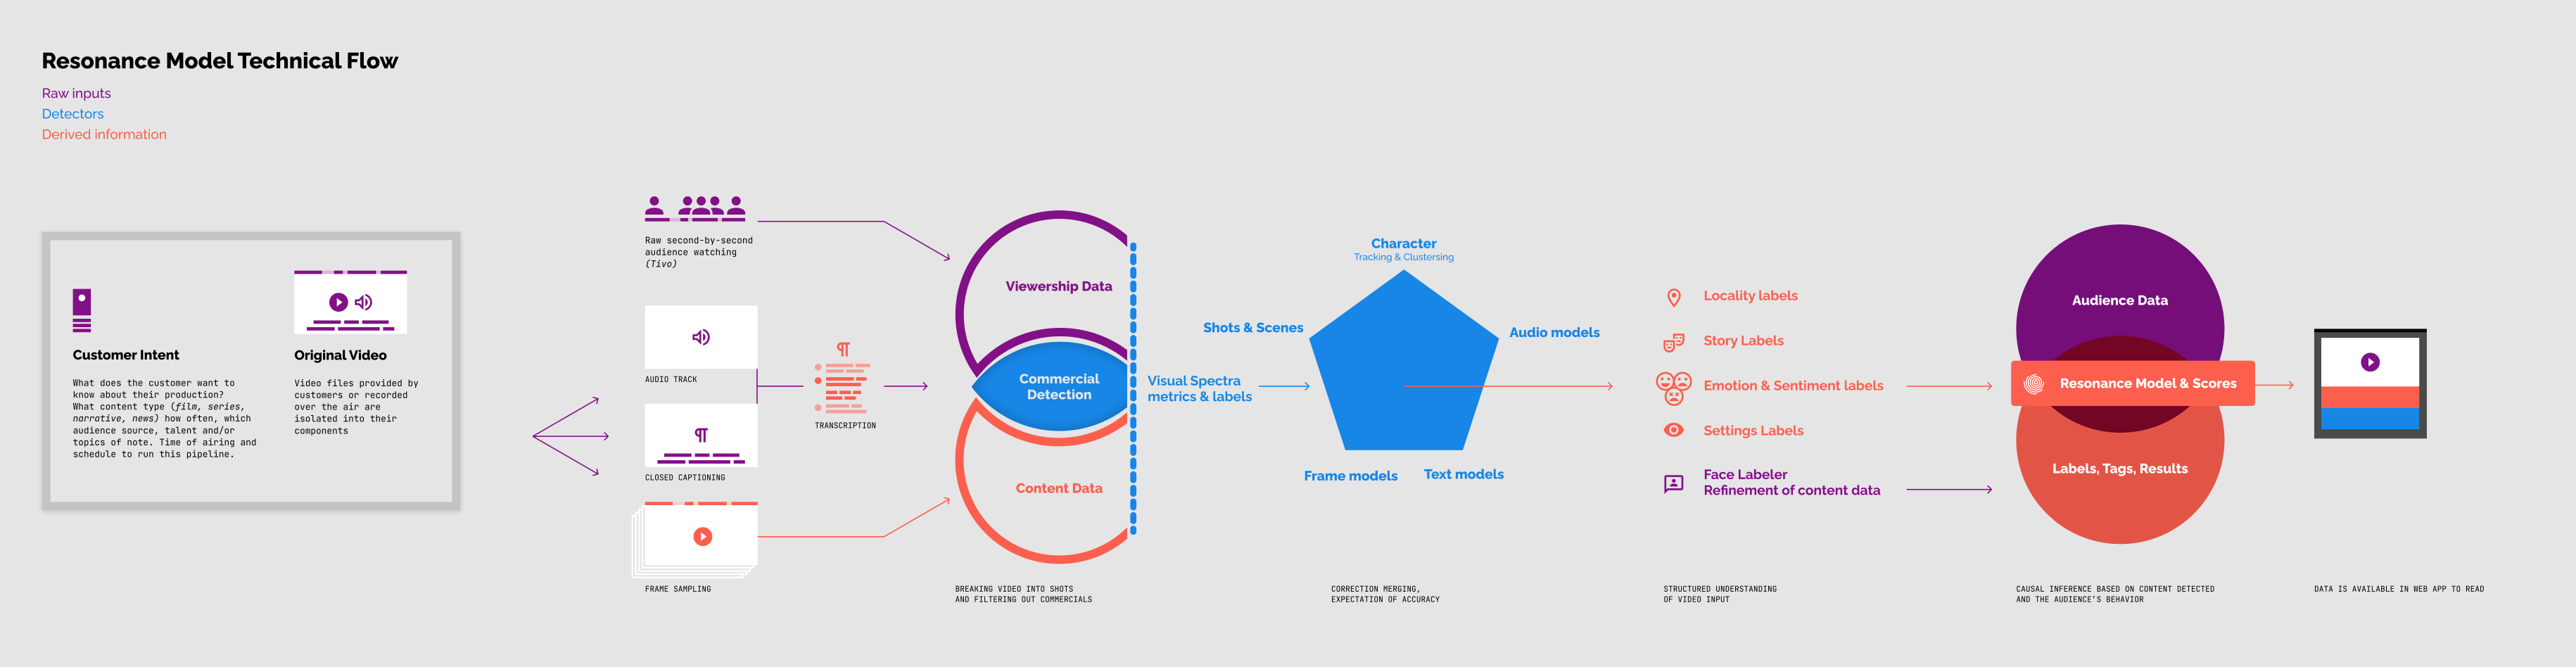 Resonance Model Technical Flow
Raw inputs
Detectors
Derived information
Customer Intent
What does the customer want to
know about their production?
What content type (film, series,
narrative, news) how often, which
audience source, talent and/or
topics of note. Time of airing and
schedule to run this pipeline.
Original Video
Video files provided by
customers or recorded
over the air are
isolated into their
components
Raw second-by-second
audience watching
(Tivo)
AUDIO TRACK
CLOSED CAPTIONING
FRAME SAMPLING
TRANSCRIPTION
Viewership Data
Commercial
Detection
Content Data
BREAKING VIDEO INTO SHOTS
AND FILTERING OUT COMMERCIALS
Visual Spectra
metrics & labels
Character
Tracking & Clustersing
Shots & Scenes
Audio models
Frame models
Text models
CORRECTION MERGING,
EXPECTATION OF ACCURACY
Locality labels
Story Labels
Emotion & Sentiment labels
Settings Labels
Face Labeler
Refinement of content data
STRUCTURED UNDERSTANDING
OF VIDEO INPUT
Audience Data
Resonance Model & Scores
Labels, Tags, Results
CAUSAL INFERENCE BASED ON CONTENT DETECTED
AND THE AUDIENCE'S BEHAVIOR
DATA IS AVAILABLE IN WEB APP TO READ